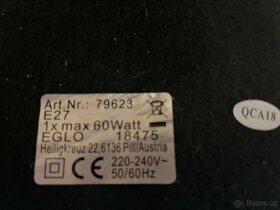 Art.Nr.: 79623
E27
1x max 60Watt
EGLO 18475
Heiligkreuz 22,6136 Pill/Austria
220-240V~
50/60Hz
CE
QCA18
Sbazar.cz